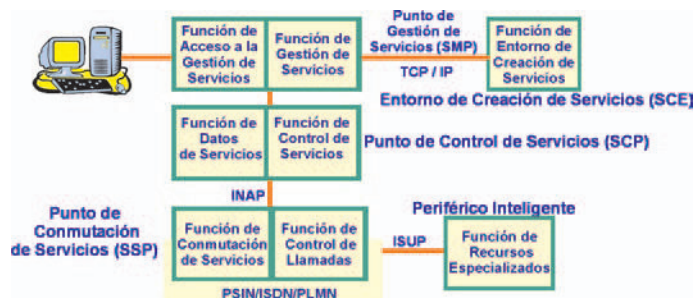 Función de
Acceso a la
Gestión de
Servicios
Función de
Gestión de
Servicios
Punto de
Gestión de
Servicios (SMP)
TCP / IP
Función de
Entorno de
Creación de
Servicios
Entorno de Creación de Servicios (SCE)
Función de
Datos
de Servicios
Función de
Control de
Servicios
Punto de Control de Servicios (SCP)
INAP
Punto de
Conmutación
de Servicios (SSP)
Función de
Conmutación
de Servicios
Función de
Control de
Llamadas
ISUP
Periférico Inteligente
Función de
Recursos
Especializados
PSIN/ISDN/PLMN